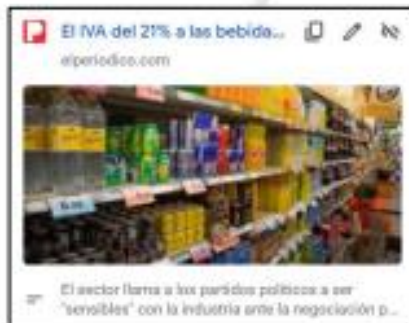 El IVA del 21% a las bebida...
elperiodico.com
El sector llama a los partidos políticos a ser
"sensibles" con la industria ante la negociación p...